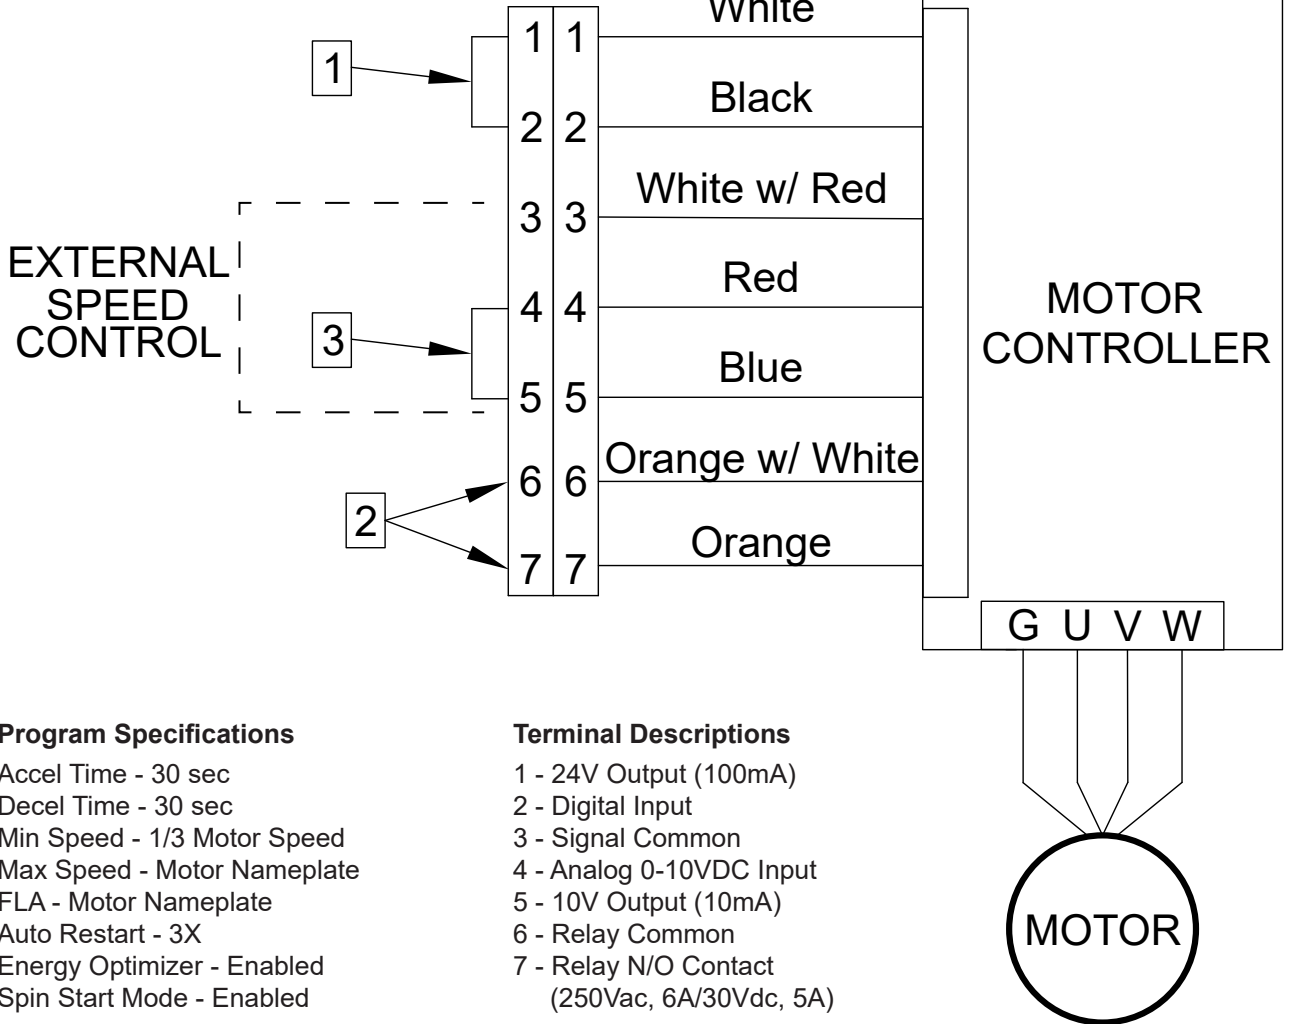 White
1 1
1
Black
2 2
White w/ Red
3 3
EXTERNAL
SPEED
CONTROL
Red
4 4
3
MOTOR
CONTROLLER
Blue
5 5
Orange w/ White
6 6
2
Orange
7 7
G U V W
Program Specifications
Accel Time - 30 sec
Decel Time - 30 sec
Min Speed - 1/3 Motor Speed
Max Speed - Motor Nameplate
FLA - Motor Nameplate
Auto Restart - 3X
Energy Optimizer - Enabled
Spin Start Mode - Enabled
Terminal Descriptions
1 - 24V Output (100mA)
2 - Digital Input
3 - Signal Common
4 - Analog 0-10VDC Input
5 - 10V Output (10mA)
6 - Relay Common
7 - Relay N/O Contact
(250Vac, 6A/30Vdc, 5A)
MOTOR